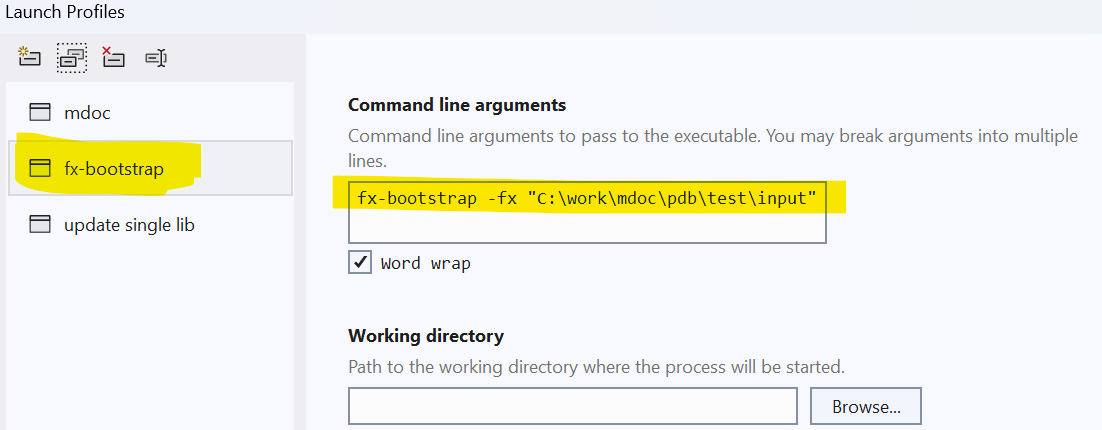 Launch Profiles
mdoc
fx-bootstrap
update single lib
Command line arguments
Command line arguments to pass to the executable. You may break arguments into multiple
lines.
fx-bootstrap -fx "C:\work\mdoc\pdb\test\input"
Word wrap
Working directory
Path to the working directory where the process will be started.
Browse...